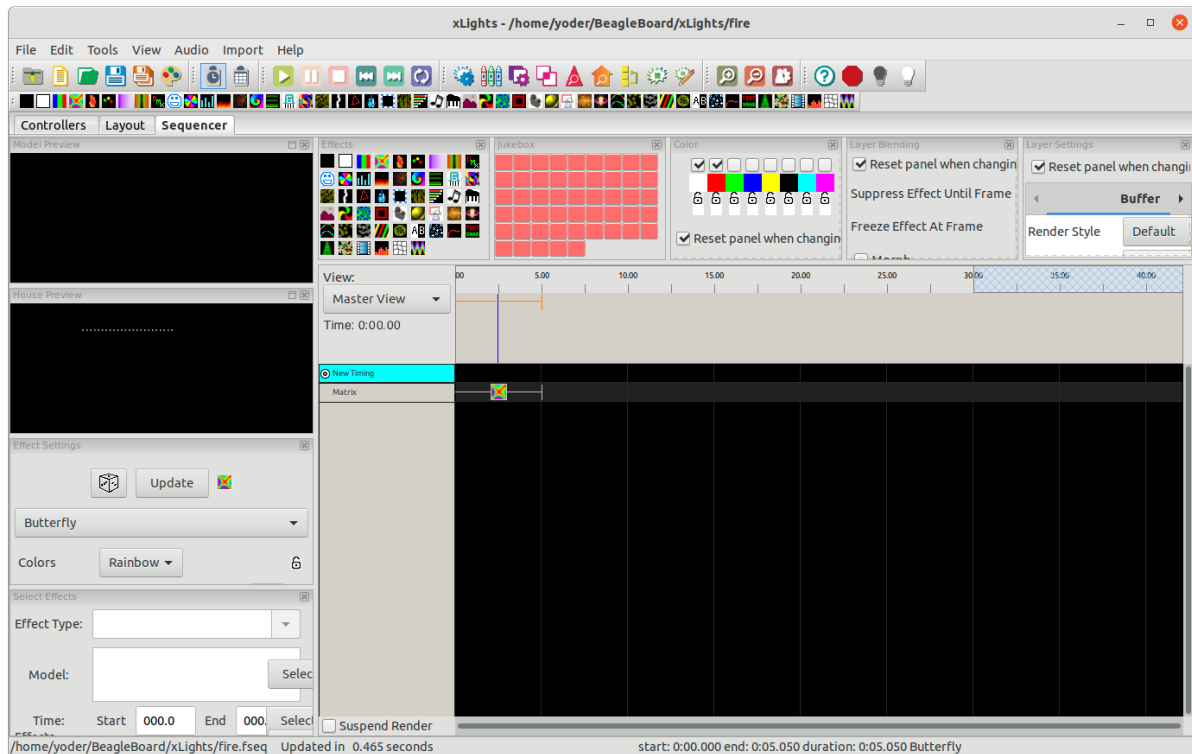 xLights - /home/yoder/BeagleBoard/xLights/fire
File Edit Tools View Audio Import Help
Controllers Layout Sequencer
Model Preview
Effects
Jukebox
Color
Layer Blending
Layer Settings
Reset panel when changin
Reset panel when changi
Suppress Effect Until Frame
Buffer
Freeze Effect At Frame
Render Style Default
Reset panel when changin
View:
Master View
Time: 0:00.00
00 5.00 10.00 15.00 20.00 25.00 30.00 35.00 40.00
House Preview
New Timing
Matrix
Effect Settings
Update
Butterfly
Colors Rainbow
Select Effects
Effect Type:
Model: Selec
Time: Start 000.0 End 000. Select
Suspend Render
/home/yoder/BeagleBoard/xLights/fire.fseq Updated in 0.465 seconds start: 0:00.000 end: 0:05.050 duration: 0:05.050 Butterfly